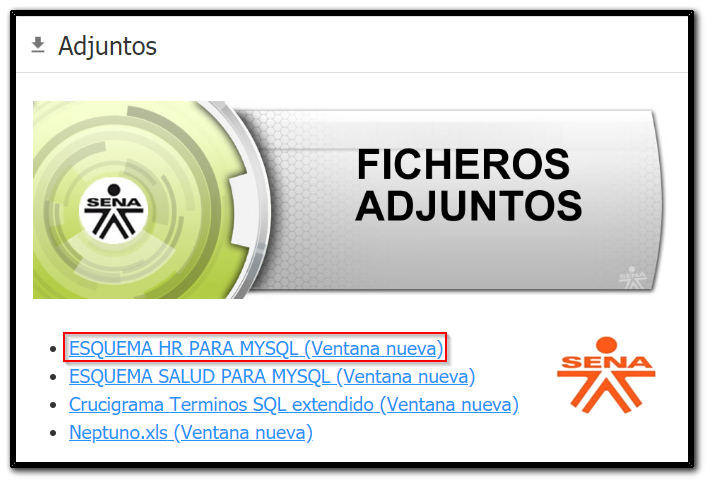 Adjuntos
FICHEROS
ADJUNTOS
SENA
ESQUEMA HR PARA MYSQL (Ventana nueva)
ESQUEMA SALUD PARA MYSQL (Ventana nueva)
Crucigrama Terminos SQL extendido (Ventana nueva)
Neptuno.xls (Ventana nueva)
SENA